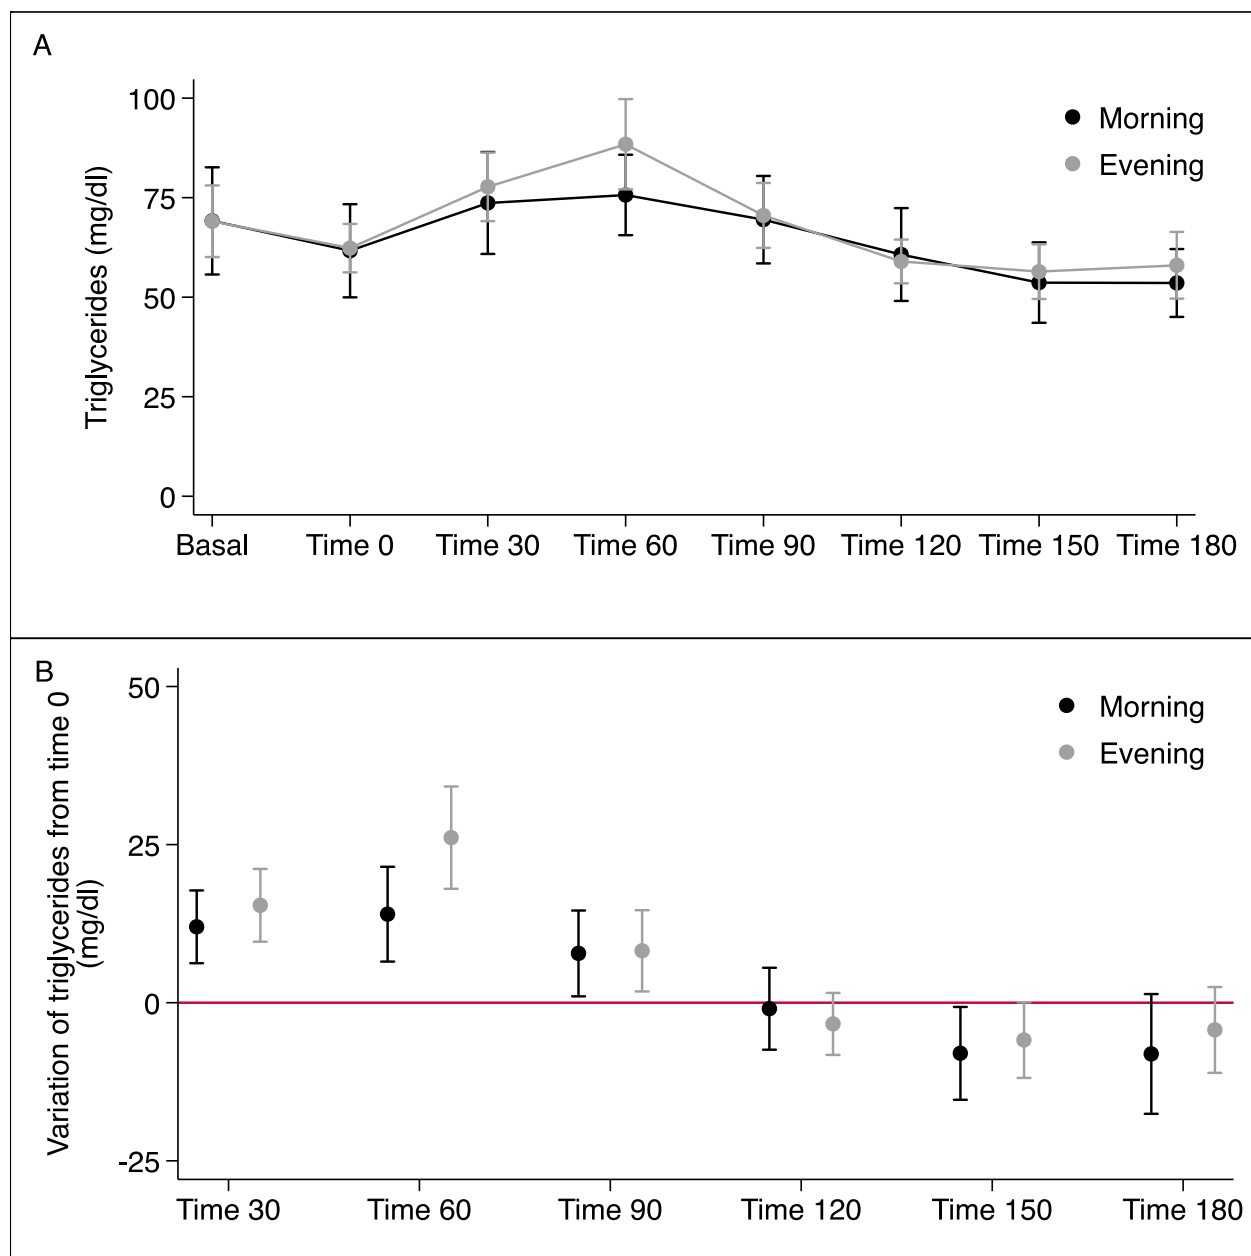 A
Triglycerides (mg/dl)
100
75
50
25
0
Morning
Evening
Basal Time 0 Time 30 Time 60 Time 90 Time 120 Time 150 Time 180
B
Variation of triglycerides from time 0
(mg/dl)
50
25
0
-25
Morning
Evening
Time 30 Time 60 Time 90 Time 120 Time 150 Time 180